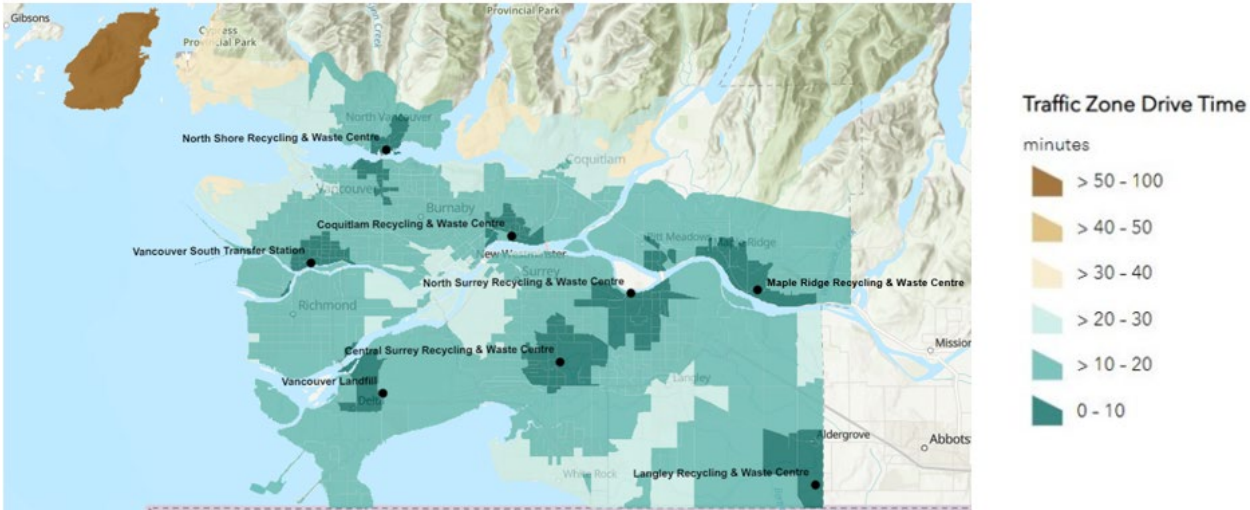 Gibsons
Provincial Park
Cypress
Provincial Park
North Vancouver
North Shore Recycling & Waste Centre
Coquitlam
Vancouver
Burnaby
Coquitlam Recycling & Waste Centre
Vancouver South Transfer Station
New Westminster
Pitt Meadows
Ridge
Surrey
North Surrey Recycling & Waste Centre
Maple Ridge Recycling & Waste Centre
Richmond
Central Surrey Recycling & Waste Centre
Mission
Vancouver Landfill
Langley
Delta
Aldergrove
Abbots
White Rock
Langley Recycling & Waste Centre
Traffic Zone Drive Time
minutes
> 50 - 100
> 40 - 50
> 30 - 40
> 20 - 30
> 10 - 20
0 - 10